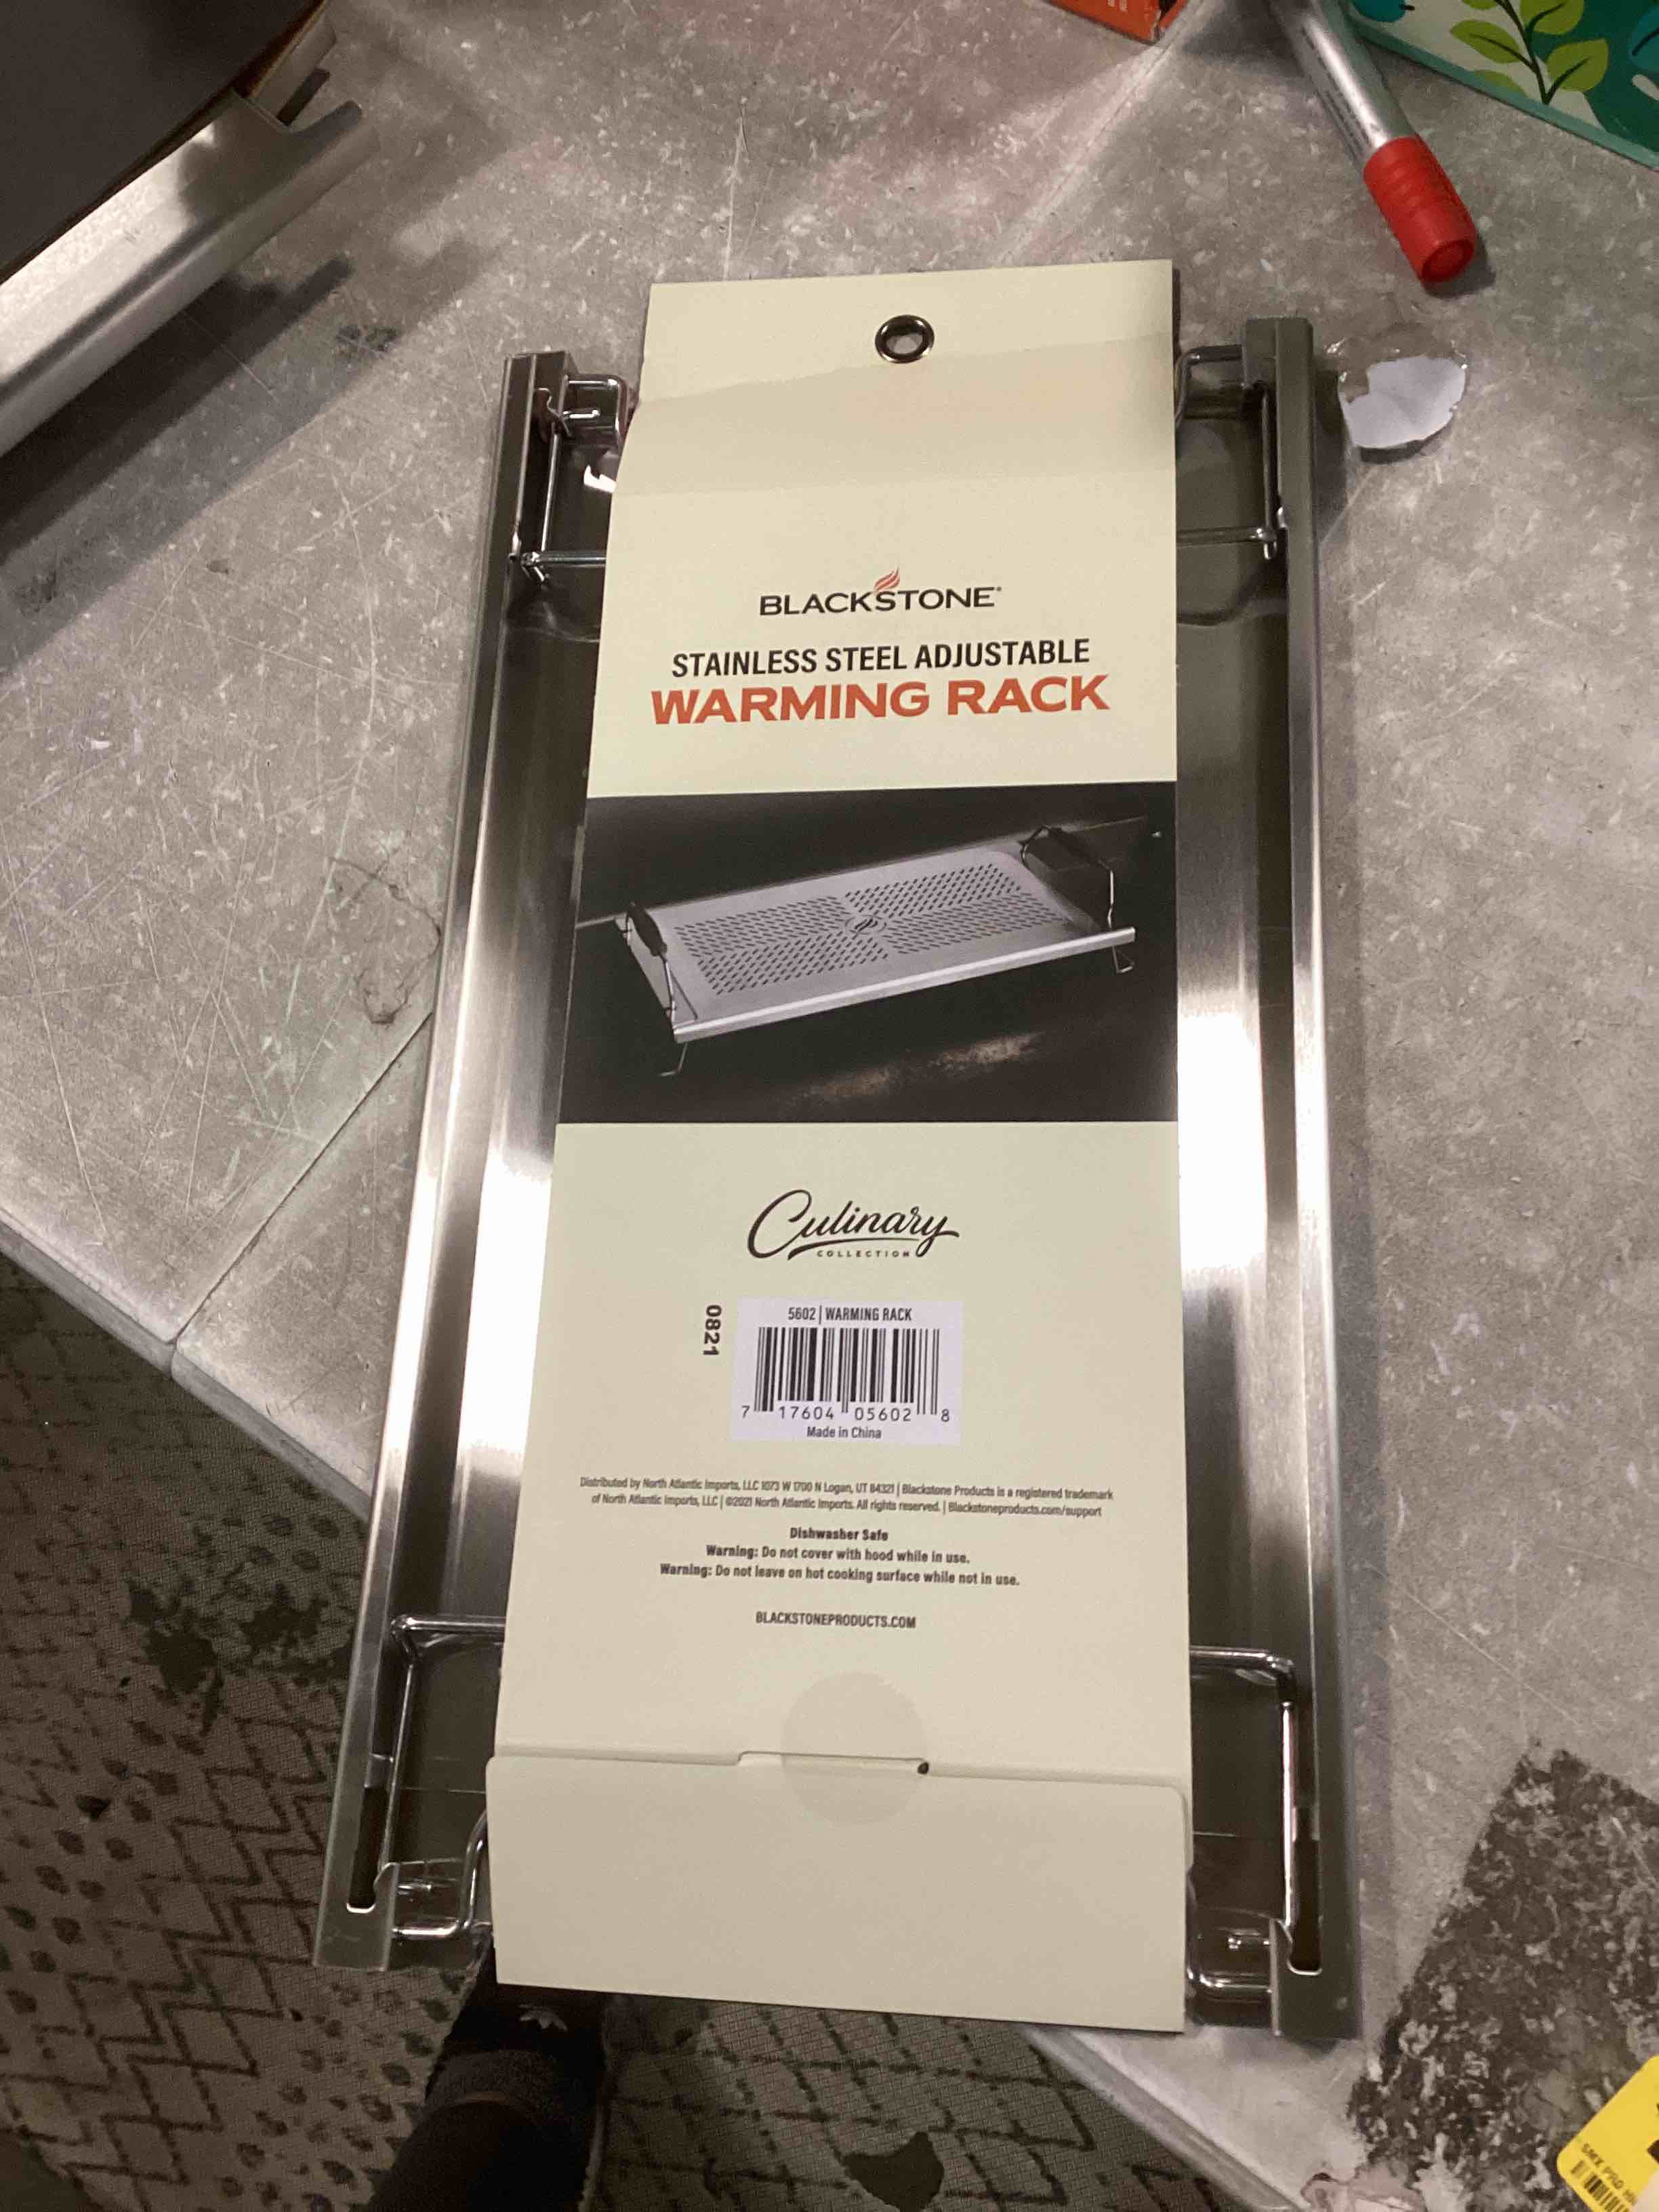 BLACKSTONE®
STAINLESS STEEL ADJUSTABLE
WARMING RACK
Culinary
COLLECTION
0821
5602 | WARMING RACK
7 17604 05602 8
Made in China
Distributed by North Atlantic Imports, LLC 1073 W 1700 N Logan, UT 84321 | Blackstone Products is a registered trademark
of North Atlantic Imports, LLC | ©2021 North Atlantic Imports. All rights reserved. | Blackstoneproducts.com/support
Dishwasher Safe
Warning: Do not cover with hood while in use.
Warning: Do not leave on hot cooking surface while not in use.
BLACKSTONEPRODUCTS.COM